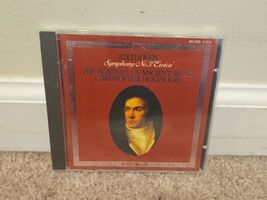 BEETHOVEN
Symphony No.3 'Eroica'
THE ACADEMY OF ANCIENT MUSIC
CHRISTOPHER HOGWOOD